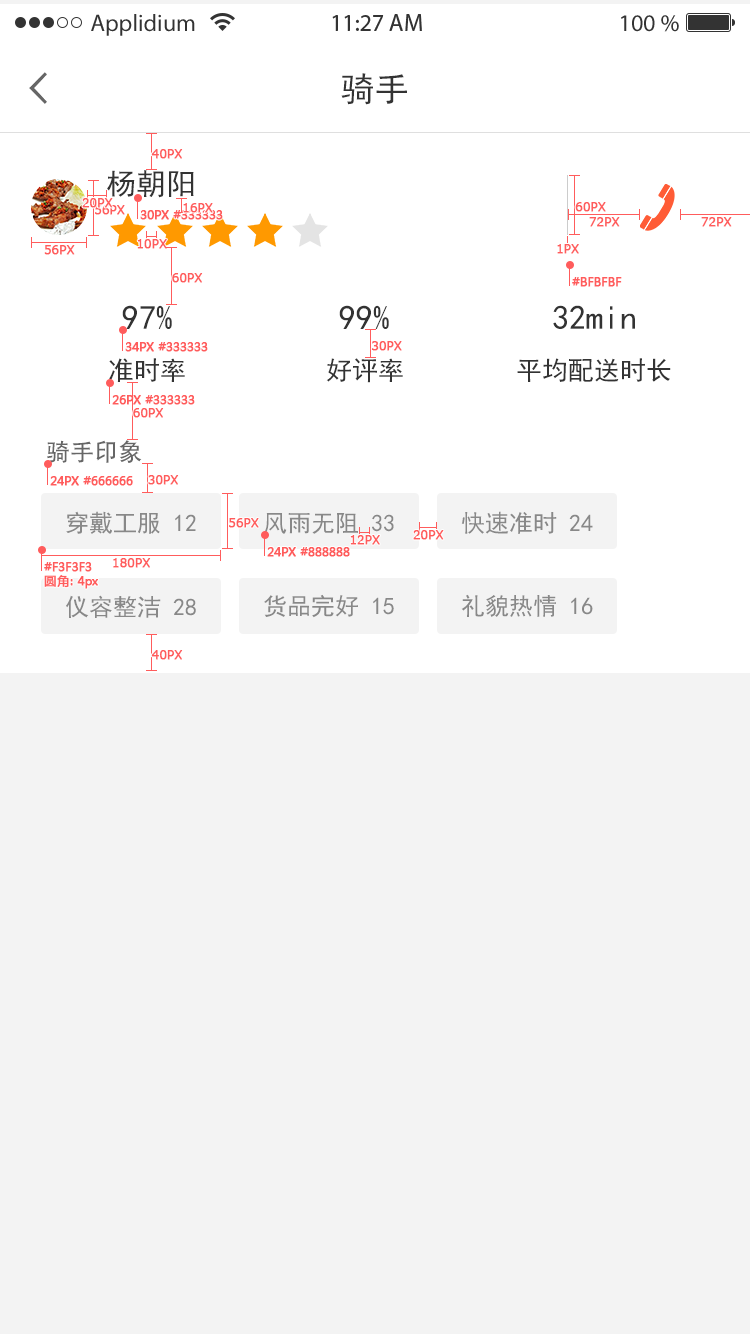 Applidium 11:27 AM 100 %
骑手
40PX
杨朝阳
20PX
56PX
16PX
30PX #333333
60PX
72PX
72PX
10PX
56PX
1PX
60PX
#BFBFBF
97% 99% 32min
34PX #333333
30PX
准时率 好评率 平均配送时长
26PX #333333
60PX
骑手印象
24PX #666666
30PX
穿戴工服 12 56PX 风雨无阻 33 快速准时 24
20PX
12PX
24PX #888888
180PX
#F3F3F3
圆角: 4px
仪容整洁 28 货品完好 15 礼貌热情 16
40PX